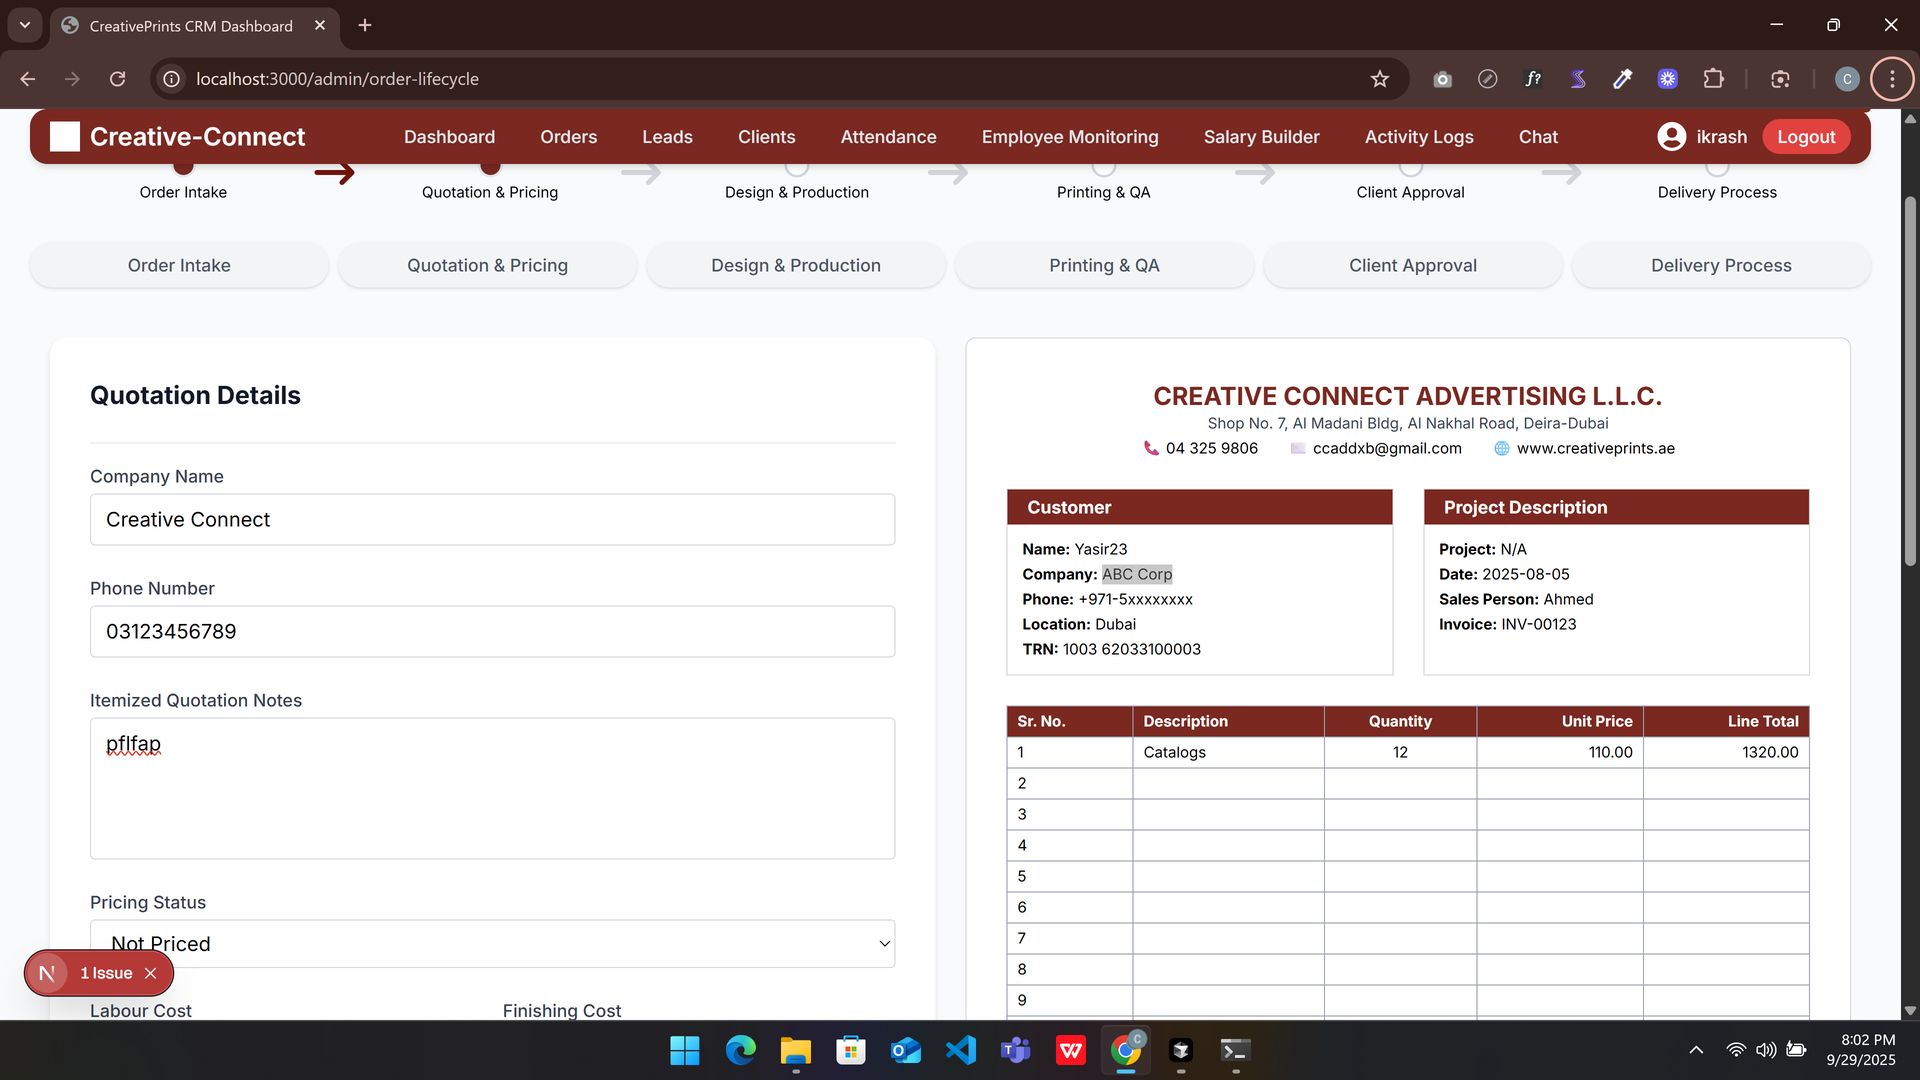 CreativePrints CRM Dashboard
localhost:3000/admin/order-lifecycle
f?
C
Creative-Connect
Dashboard
Orders
Leads
Clients
Attendance
Employee Monitoring
Salary Builder
Activity Logs
Chat
ikrash
Logout
Order Intake
Quotation & Pricing
Design & Production
Printing & QA
Client Approval
Delivery Process
Order Intake
Quotation & Pricing
Design & Production
Printing & QA
Client Approval
Delivery Process
Quotation Details
Company Name
Creative Connect
Phone Number
03123456789
Itemized Quotation Notes
pflfap
Pricing Status
Not Priced
N 1 Issue
Labour Cost
Finishing Cost
CREATIVE CONNECT ADVERTISING L.L.C.
Shop No. 7, Al Madani Bldg, Al Nakhal Road, Deira-Dubai
04 325 9806 ccaddxb@gmail.com www.creativeprints.ae
Customer
Name: Yasir23
Company: ABC Corp
Phone: +971-5xxxxxxxx
Location: Dubai
TRN: 1003 62033100003
Project Description
Project: N/A
Date: 2025-08-05
Sales Person: Ahmed
Invoice: INV-00123
Sr. No. Description Quantity Unit Price Line Total
1 Catalogs 12 110.00 1320.00
2
3
4
5
6
7
8
9
C
8:02 PM
9/29/2025